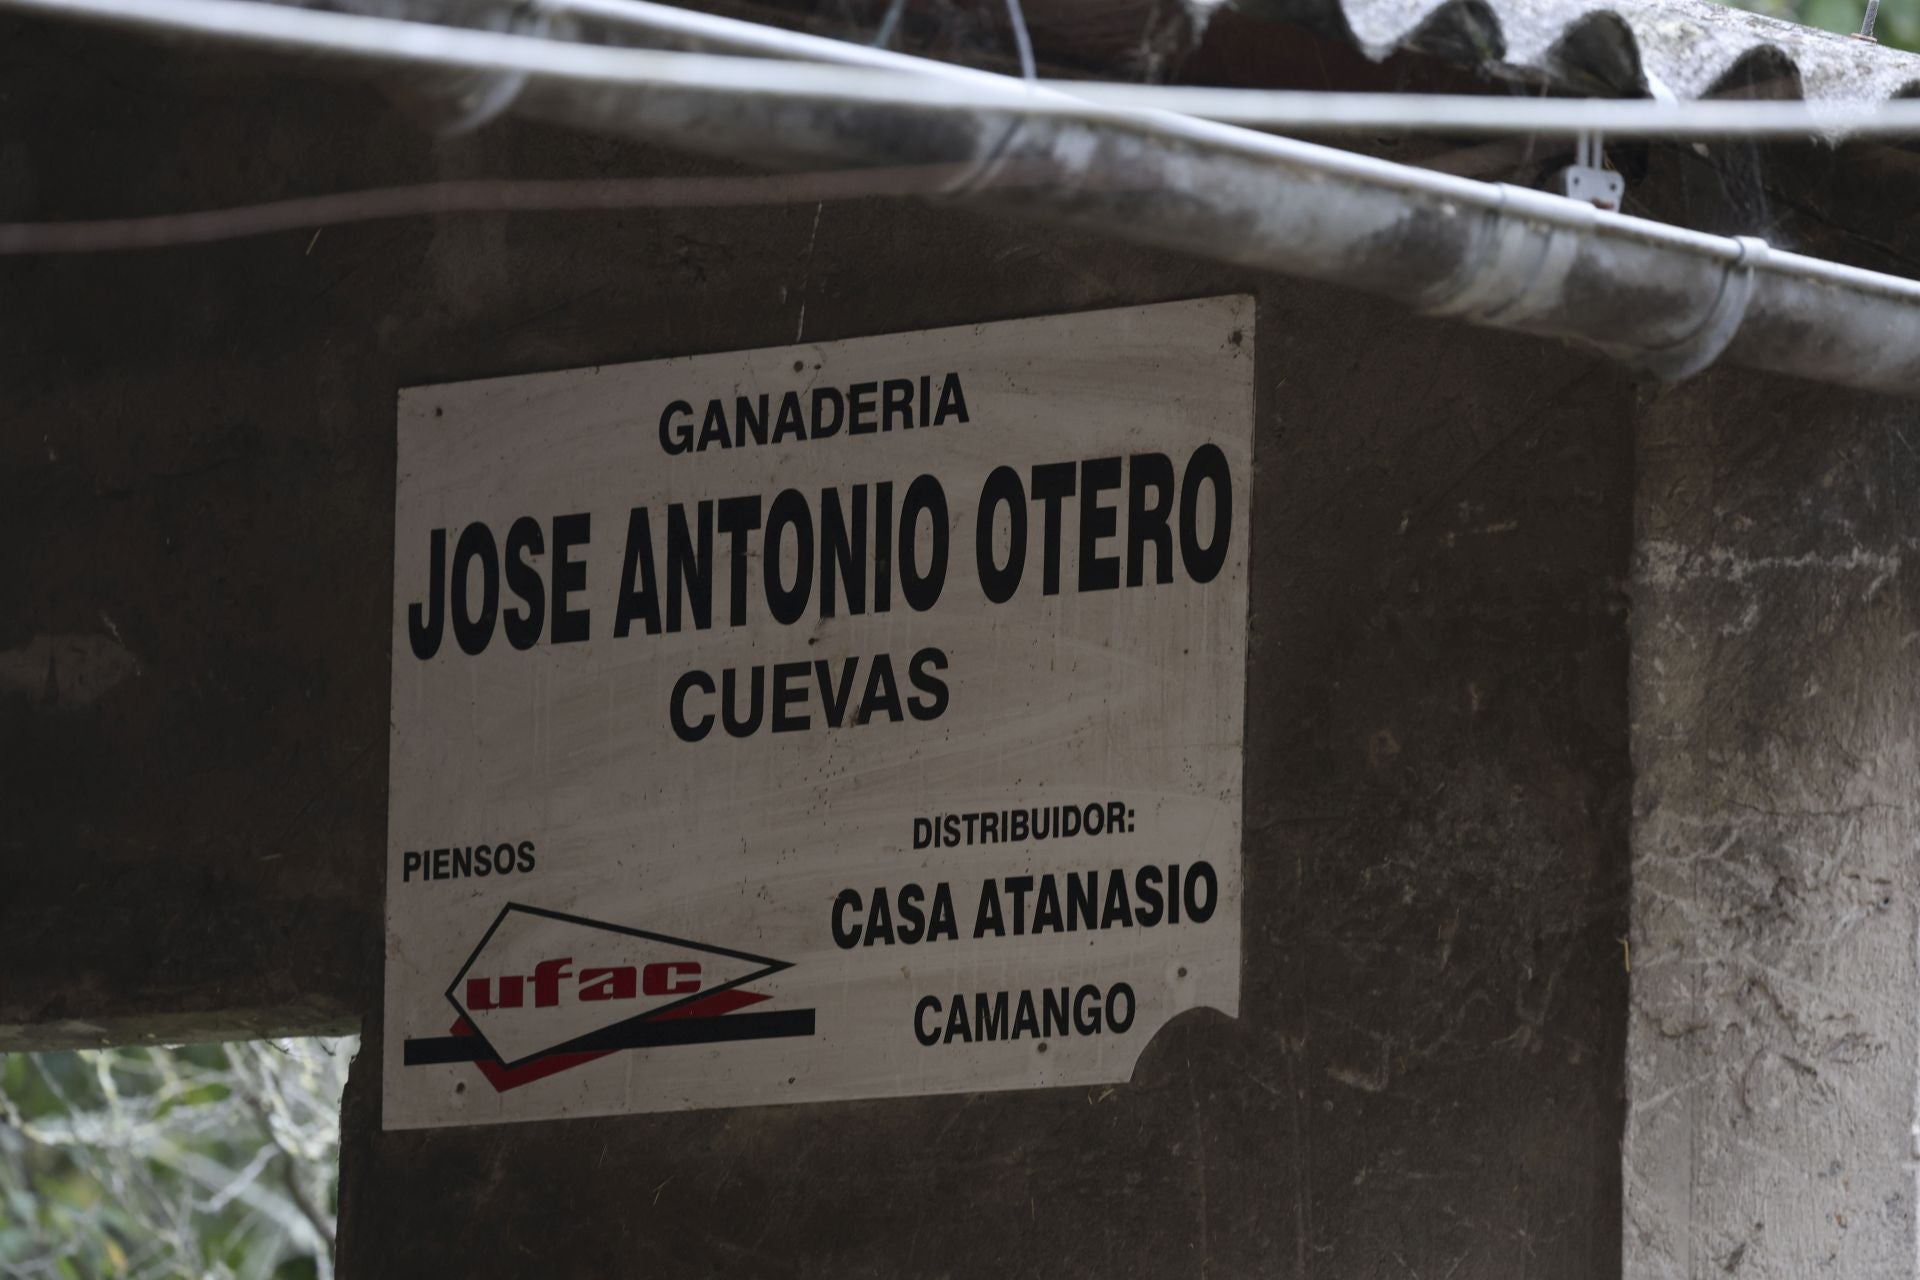 GANADERIA
JOSE ANTONIO OTERO
CUEVAS
PIENSOS
ufac
DISTRIBUIDOR:
CASA ATANASIO
CAMANGO